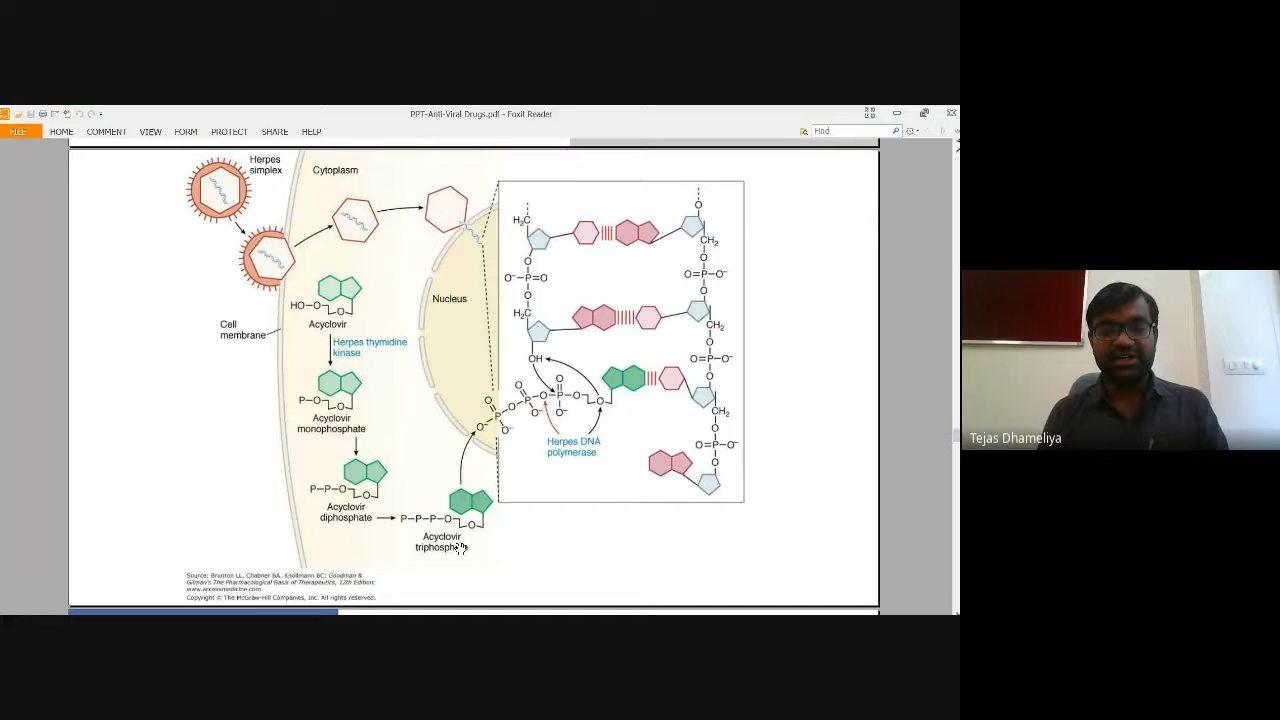 PPT-Anti-Viral Drugs.pdf - Foxit Reader
FILE HOME COMMENT VIEW FORM PROTECT SHARE HELP
Find
Herpes
simplex
Cytoplasm
Nucleus
Cell
membrane
HO-O
O
Acyclovir
Herpes thymidine
kinase
P-O
O
Acyclovir
monophosphate
P-P-O
O
Acyclovir
diphosphate
P-P-P-O
O
Acyclovir
H₂C
O
O⁻-P=O
O
H₂C
OH
O
CH₂
O
O=P-O⁻
O
CH₂
O
O=P-O⁻
O
CH₂
O
O=P-O⁻
O
O
P
O⁻
O⁻
O
O
P
O⁻
O
O
P
O⁻
O
O
Herpes DNA
polymerase
Source: Brunton LL, Chabner BA, Knollmann BC: Goodman &
Gilman's The Pharmacological Basis of Therapeutics, 12th Edition:
www.accessmedicine.com
Copyright © The McGraw-Hill Companies, Inc. All rights reserved.
Tejas Dhameliya